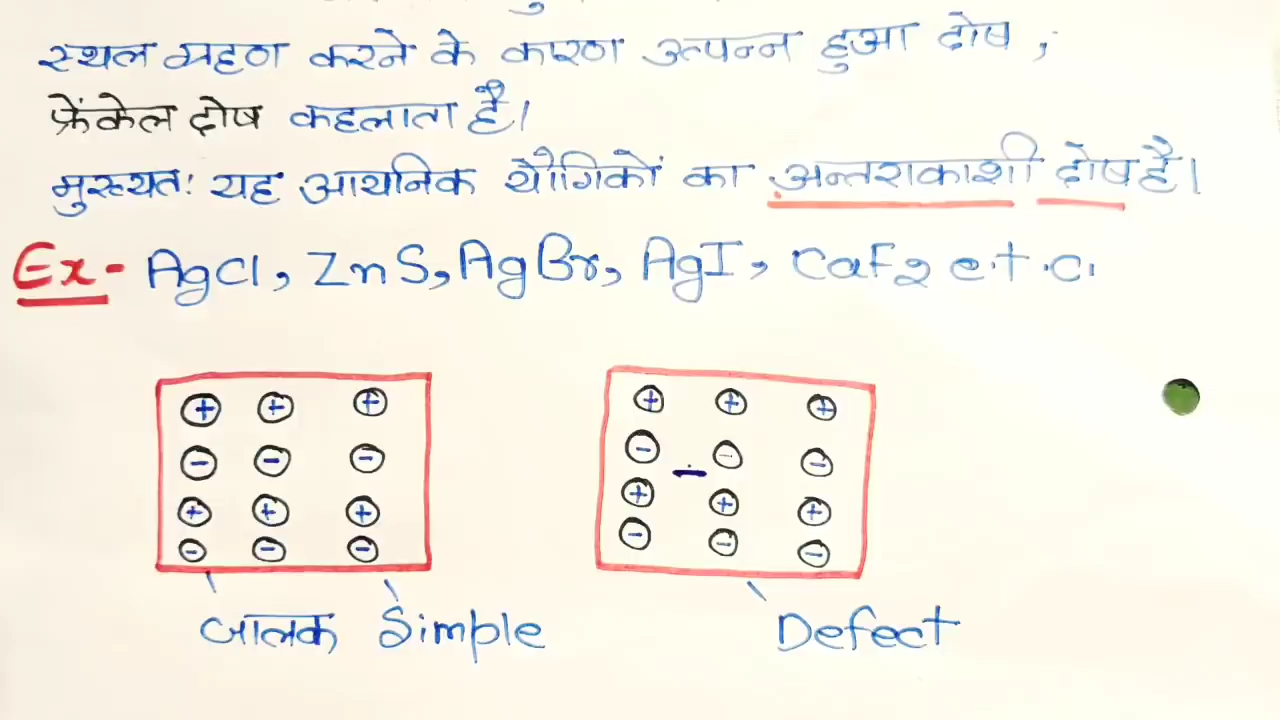 स्थल ग्रहण करने के कारण उत्पन्न हुआ दोष,
फ्रेंकेल दोष कहलाता है।
मुख्यतः यह आयनिक यौगिकों का अन्तराकाशी दोष है।
Ex- AgCl, ZnS, AgBr, AgI, CaF2 e.t.c.
+ + + + + +
- - - - - - -
+ + + + + +
- - - - - -
जालक Simple Defect